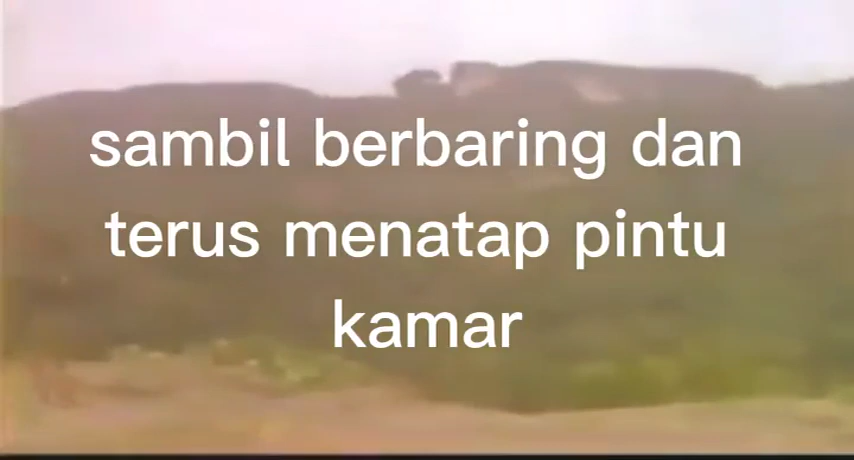 sambil berbaring dan
terus menatap pintu
kamar